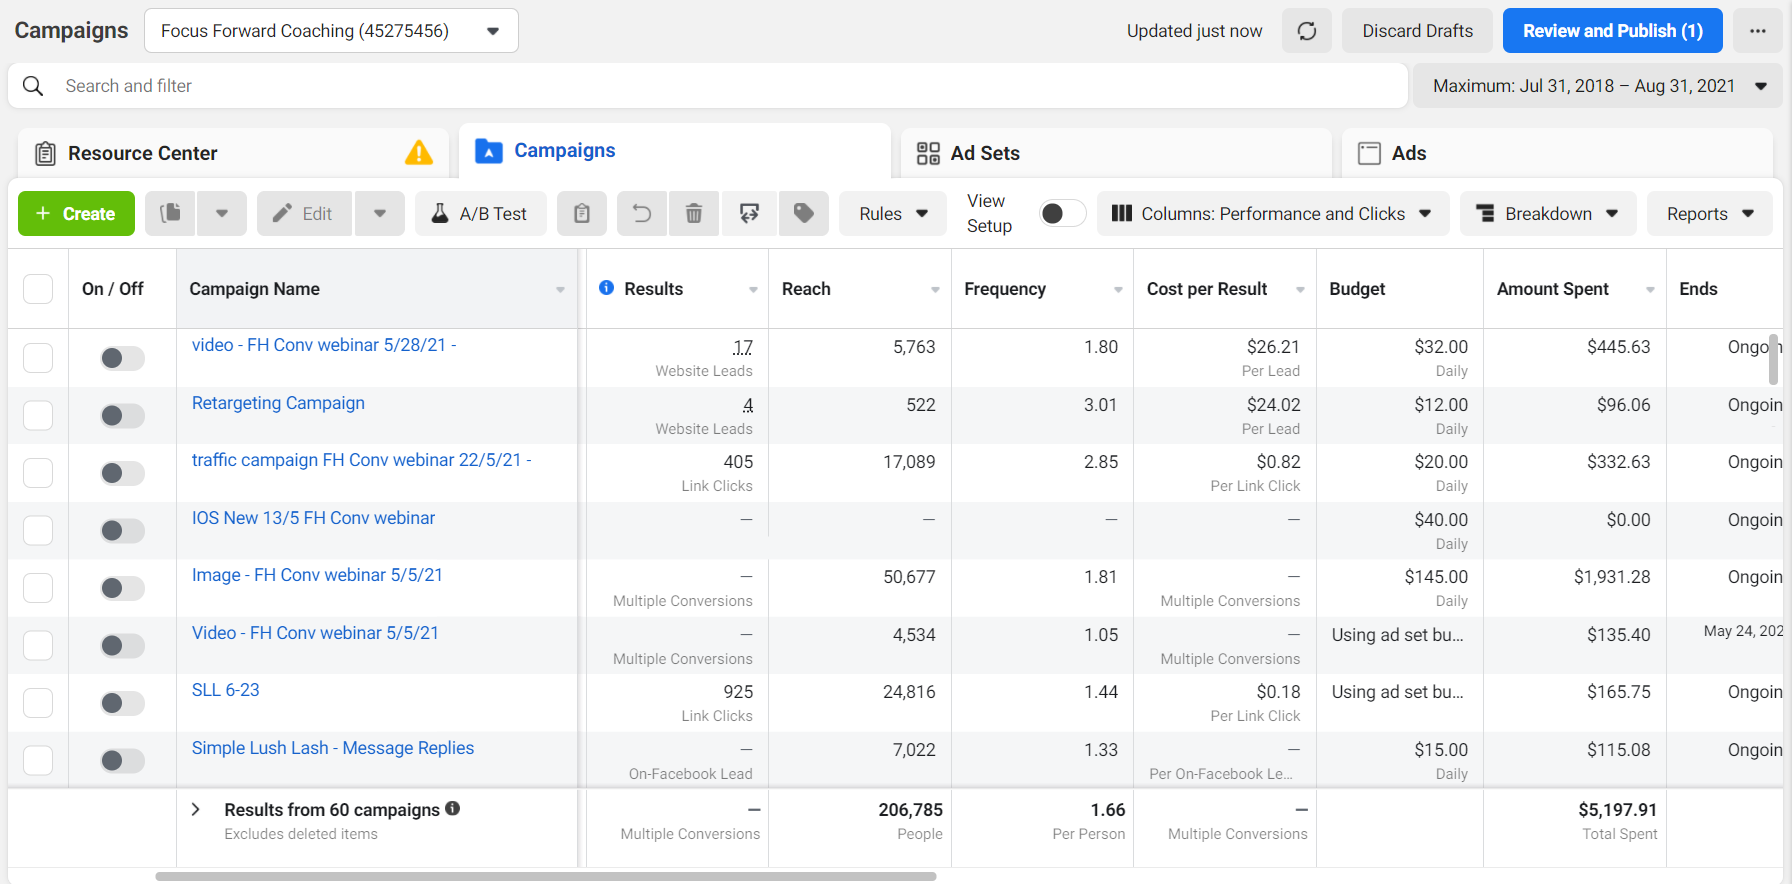 Campaigns
Focus Forward Coaching (45275456)
Updated just now
Discard Drafts
Review and Publish (1)
Search and filter
Maximum: Jul 31, 2018 – Aug 31, 2021
Resource Center
Campaigns
Ad Sets
Ads
+ Create
Edit
A/B Test
Rules
View
Setup
Columns: Performance and Clicks
Breakdown
Reports
On / Off
Campaign Name
Results
Reach
Frequency
Cost per Result
Budget
Amount Spent
Ends
video - FH Conv webinar 5/28/21 -
17
5,763
1.80
$26.21
$32.00
$445.63
Ongoin
Website Leads
Per Lead
Daily
Retargeting Campaign
4
522
3.01
$24.02
$12.00
$96.06
Ongoin
Website Leads
Per Lead
Daily
traffic campaign FH Conv webinar 22/5/21 -
405
17,089
2.85
$0.82
$20.00
$332.63
Ongoin
Link Clicks
Per Link Click
Daily
IOS New 13/5 FH Conv webinar
—
—
—
—
$40.00
$0.00
Ongoin
Daily
Image - FH Conv webinar 5/5/21
—
50,677
1.81
—
$145.00
$1,931.28
Ongoin
Multiple Conversions
Multiple Conversions
Daily
Video - FH Conv webinar 5/5/21
—
4,534
1.05
—
Using ad set bu...
$135.40
May 24, 202
Multiple Conversions
Multiple Conversions
SLL 6-23
925
24,816
1.44
$0.18
Using ad set bu...
$165.75
Ongoin
Link Clicks
Per Link Click
Simple Lush Lash - Message Replies
—
7,022
1.33
—
$15.00
$115.08
Ongoin
On-Facebook Lead
Per On-Facebook Le...
Daily
Results from 60 campaigns
—
206,785
1.66
—
$5,197.91
Excludes deleted items
Multiple Conversions
People
Per Person
Multiple Conversions
Total Spent